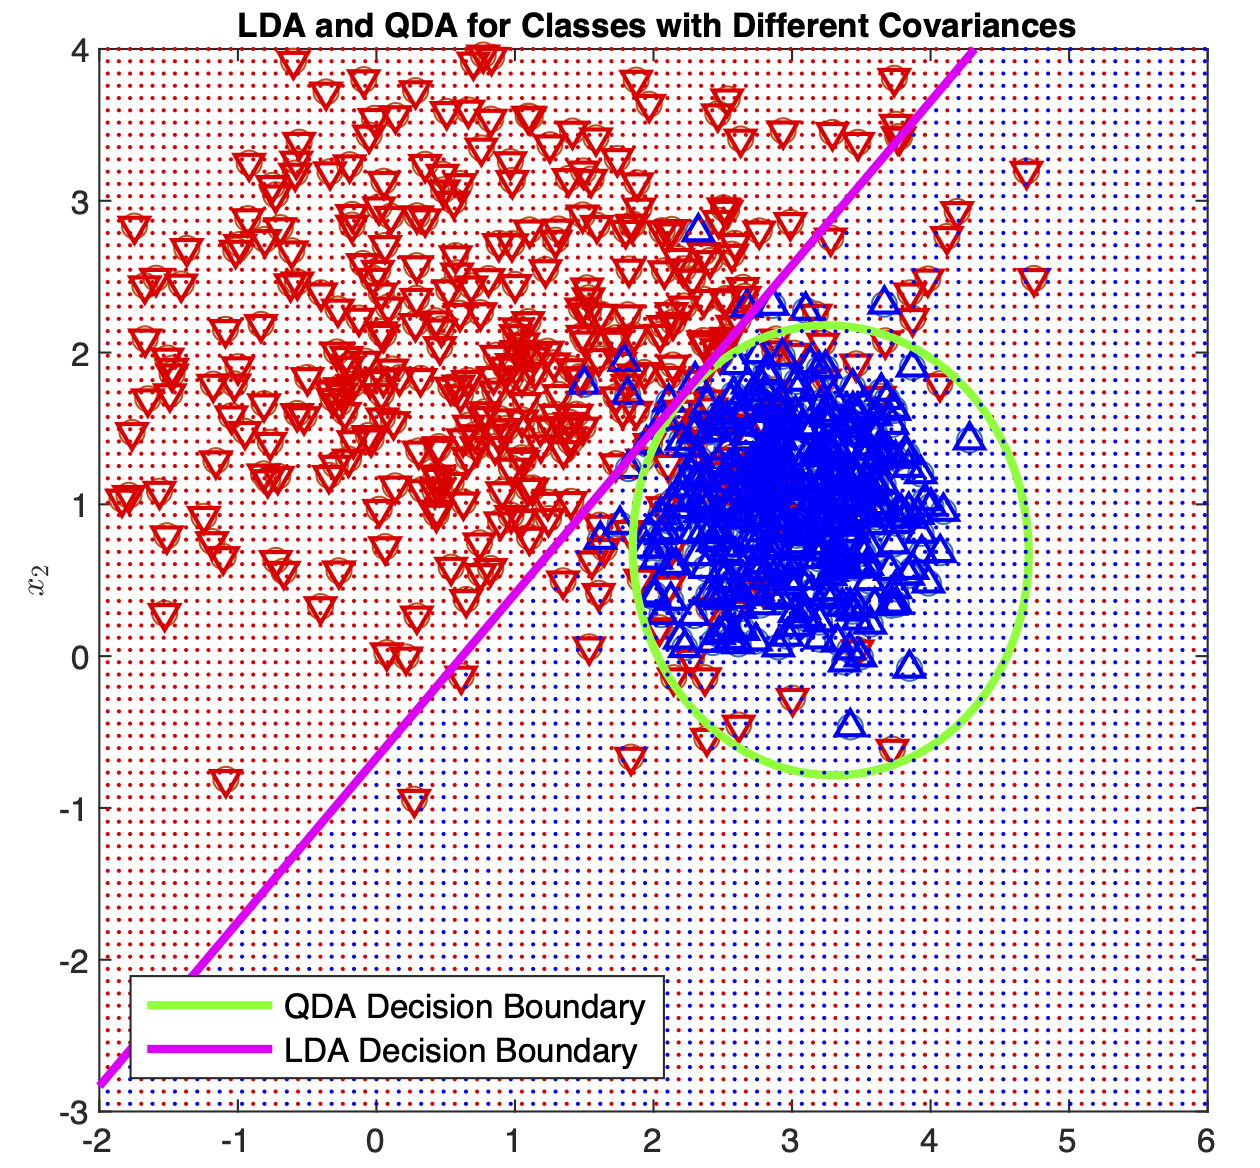 LDA and QDA for Classes with Different Covariances
4
3
2
1
0
-1
-2
-3
x₂
QDA Decision Boundary
LDA Decision Boundary
-2 -1 0 1 2 3 4 5 6